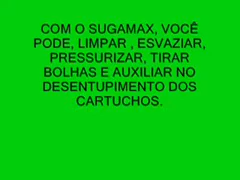 COM O SUGAMAX, VOCÊ
PODE, LIMPAR , ESVAZIAR,
PRESSURIZAR, TIRAR
BOLHAS E AUXILIAR NO
DESENTUPIMENTO DOS
CARTUCHOS.